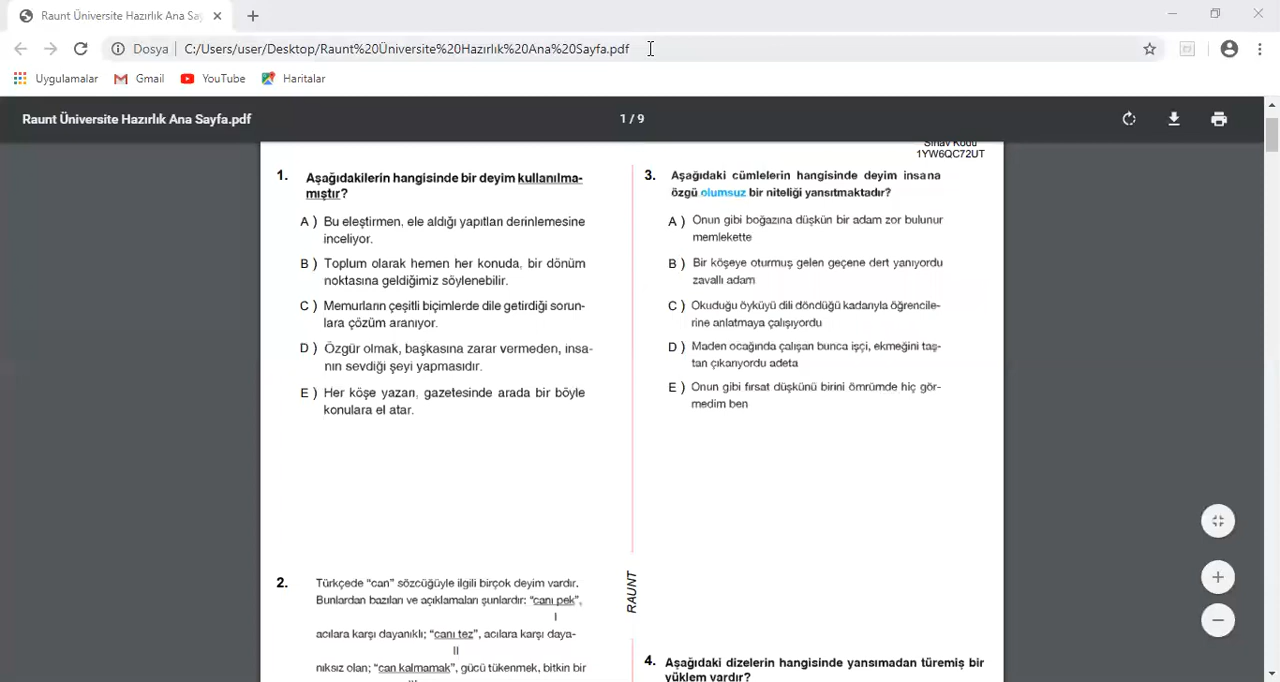 Raunt Üniversite Hazırlık Ana Sa
Dosya
C:/Users/user/Desktop/Raunt%20Üniversite%20Hazırlık%20Ana%20Sayfa.pdf
Uygulamalar
Gmail
YouTube
Haritalar
Raunt Üniversite Hazırlık Ana Sayfa.pdf
1 / 9
Sınav Kodu
1YW6QC72UT
1. Aşağıdakilerin hangisinde bir deyim kullanılma-
mıştır?
A ) Bu eleştirmen, ele aldığı yapıtları derinlemesine
inceliyor.
B ) Toplum olarak hemen her konuda, bir dönüm
noktasına geldiğimiz söylenebilir.
C ) Memurların çeşitli biçimlerde dile getirdiği sorun-
lara çözüm aranıyor.
D ) Özgür olmak, başkasına zarar vermeden, insa-
nın sevdiği şeyi yapmasıdır.
E ) Her köşe yazarı, gazetesinde arada bir böyle
konulara el atar.
2. Türkçede “can” sözcüğüyle ilgili birçok deyim vardır.
Bunlardan bazıları ve açıklamaları şunlardır: “canı pek”,
I
acılara karşı dayanıklı; “canı tez”, acılara karşı daya-
II
nıksız olan; “can kalmamak”, gücü tükenmek, bitkin bir
RAUNT
3. Aşağıdaki cümlelerin hangisinde deyim insana
özgü olumsuz bir niteliği yansıtmaktadır?
A ) Onun gibi boğazına düşkün bir adam zor bulunur
memlekette
B ) Bir köşeye oturmuş gelen geçene dert yanıyordu
zavallı adam
C ) Okuduğu öyküyü dili döndüğü kadarıyla öğrencile-
rine anlatmaya çalışıyordu
D ) Maden ocağında çalışan bunca işçi, ekmeğini taş-
tan çıkarıyordu adeta
E ) Onun gibi fırsat düşkünü birini ömrümde hiç gör-
medim ben
4. Aşağıdaki dizelerin hangisinde yansımadan türemiş bir
yüklem vardır?